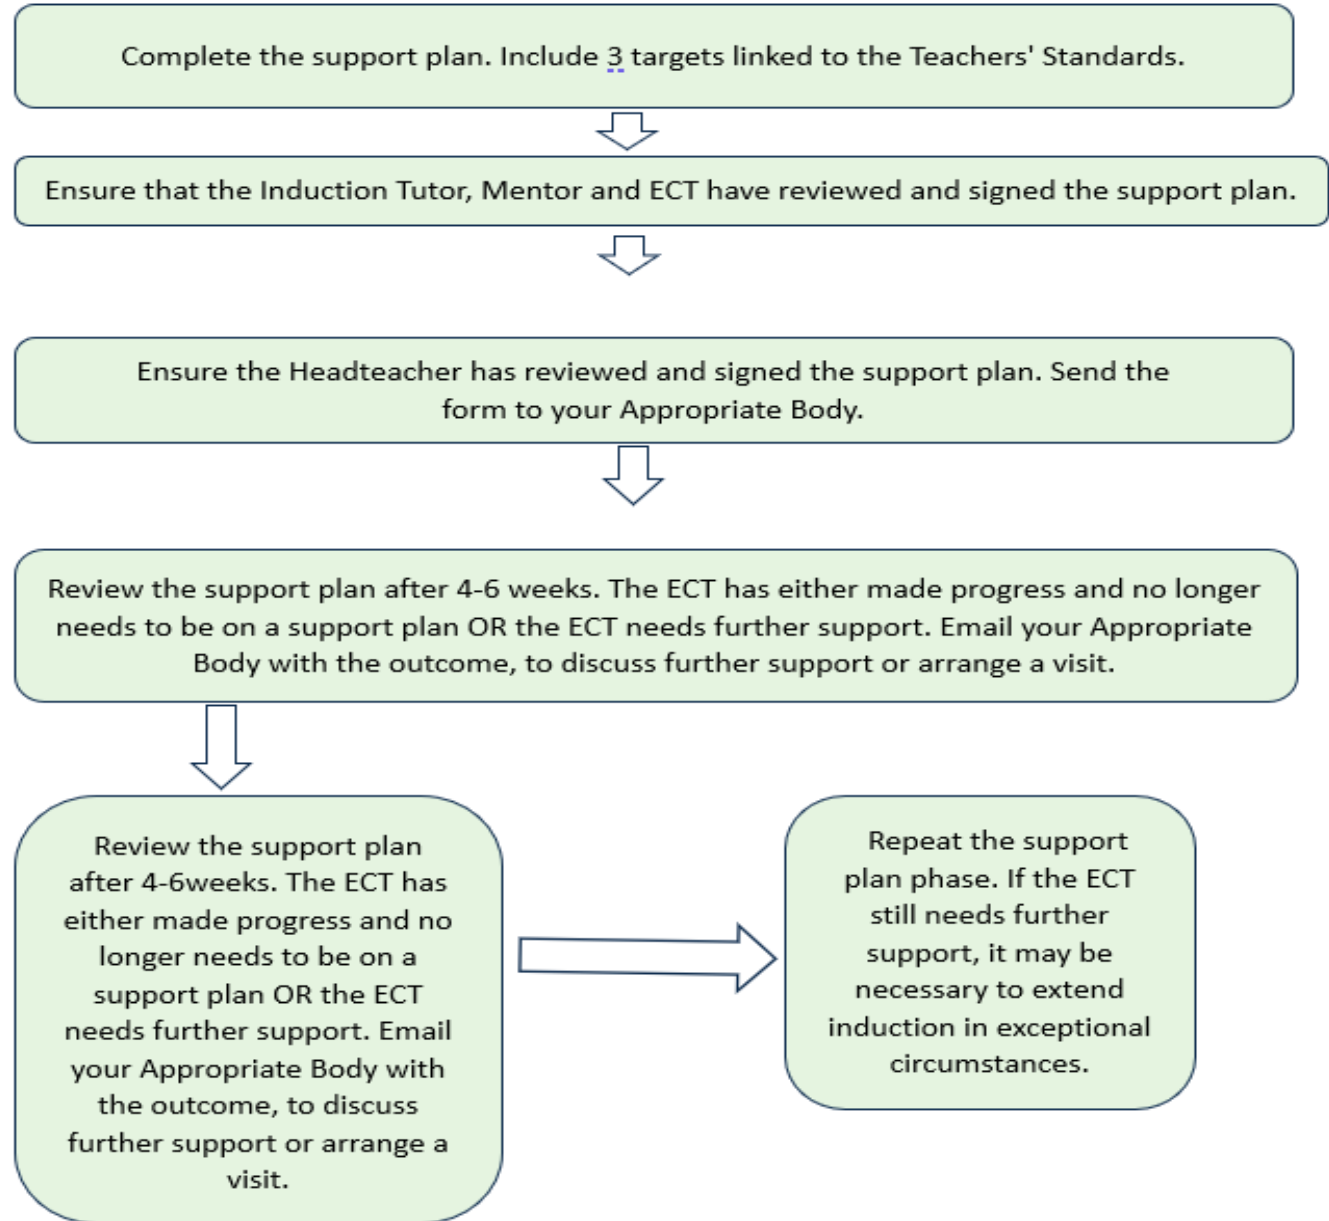 Complete the support plan. Include 3 targets linked to the Teachers' Standards.
Ensure that the Induction Tutor, Mentor and ECT have reviewed and signed the support plan.
Ensure the Headteacher has reviewed and signed the support plan. Send the
form to your Appropriate Body.
Review the support plan after 4-6 weeks. The ECT has either made progress and no longer
needs to be on a support plan OR the ECT needs further support. Email your Appropriate
Body with the outcome, to discuss further support or arrange a visit.
Review the support plan
after 4-6weeks. The ECT has
either made progress and no
longer needs to be on a
support plan OR the ECT
needs further support. Email
your Appropriate Body with
the outcome, to discuss
further support or arrange a
visit.
Repeat the support
plan phase. If the ECT
still needs further
support, it may be
necessary to extend
induction in exceptional
circumstances.